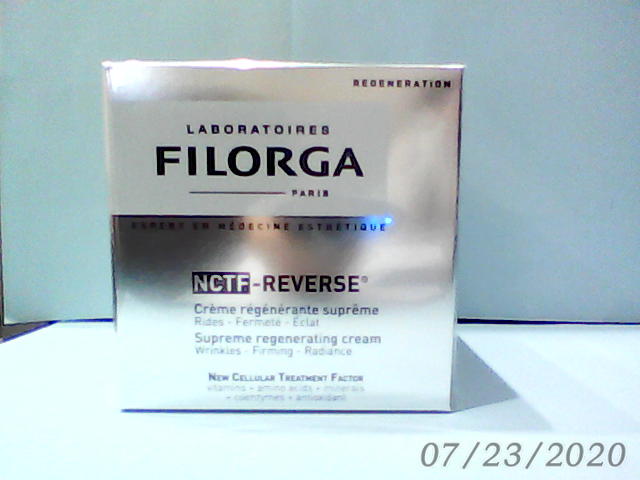 REGENERATION
LABORATOIRES
FILORGA
PARIS
EXPERT EN MÉDECINE ESTHÉTIQUE
NCTF-REVERSE®
Crème régénérante suprême
Rides - Fermeté - Éclat
Supreme regenerating cream
Wrinkles - Firming - Radiance
NEW CELLULAR TREATMENT FACTOR
vitamins + amino acids + minerals
+ coenzymes + antioxidant
07/23/2020